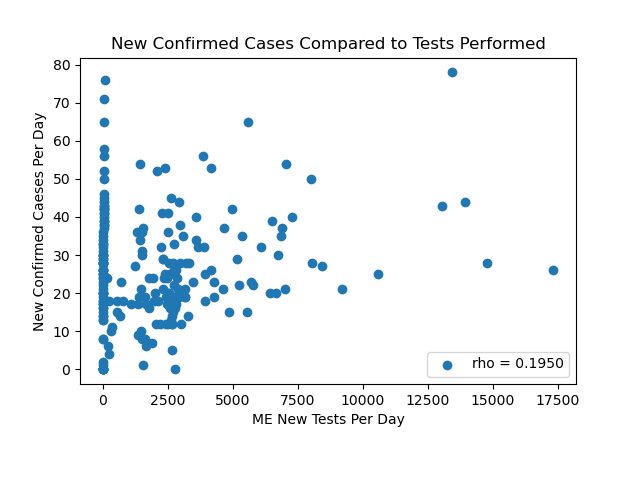 New Confirmed Cases Compared to Tests Performed
New Confirmed Caeses Per Day
80
70
60
50
40
30
20
10
0
rho = 0.1950
0 2500 5000 7500 10000 12500 15000 17500
ME New Tests Per Day